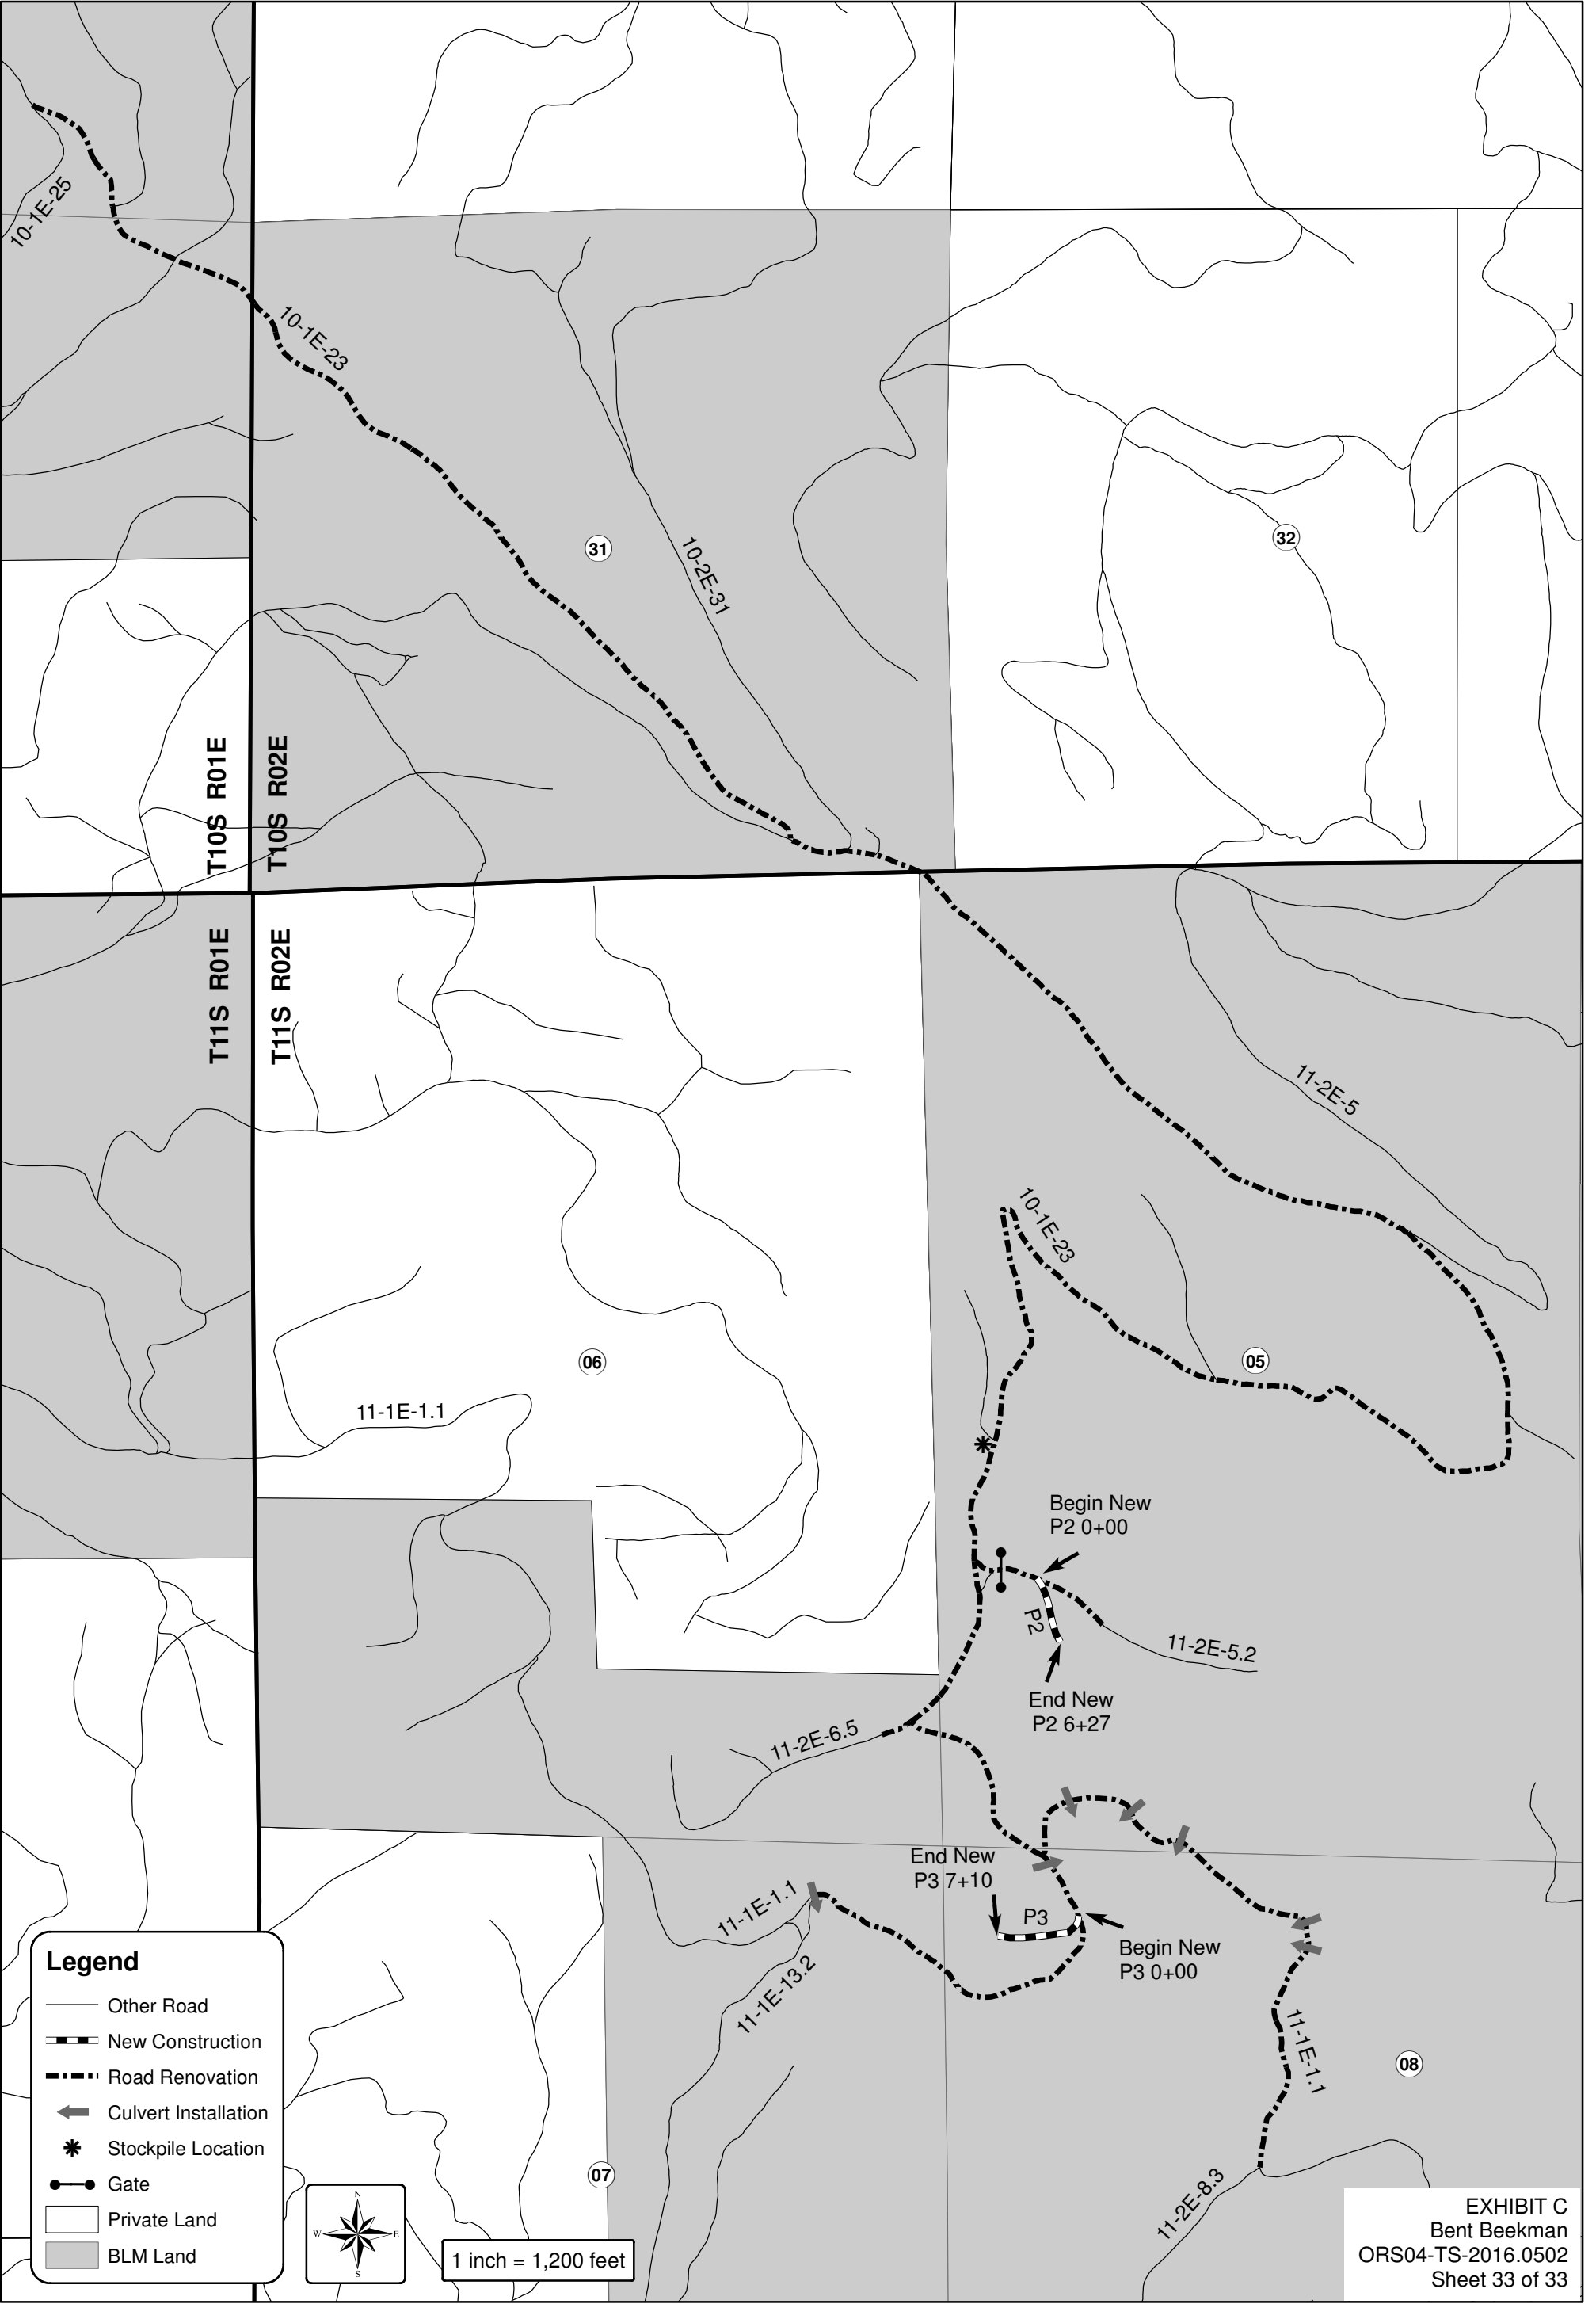 10-1E-25
10-1E-23
31
10-2E-31
32
T10S R01E
T10S R02E
T11S R01E
T11S R02E
11-2E-5
10-1E-23
05
06
11-1E-1.1
Begin New
P2 0+00
P2
11-2E-5.2
End New
P2 6+27
11-2E-6.5
End New
P3 7+10
P3
11-1E-1.1
Begin New
P3 0+00
11-1E-13.2
11-1E-1.1
08
07
11-2E-8.3
Legend
Other Road
New Construction
Road Renovation
Culvert Installation
Stockpile Location
Gate
Private Land
BLM Land
N
W
E
S
1 inch = 1,200 feet
EXHIBIT C
Bent Beekman
ORS04-TS-2016.0502
Sheet 33 of 33